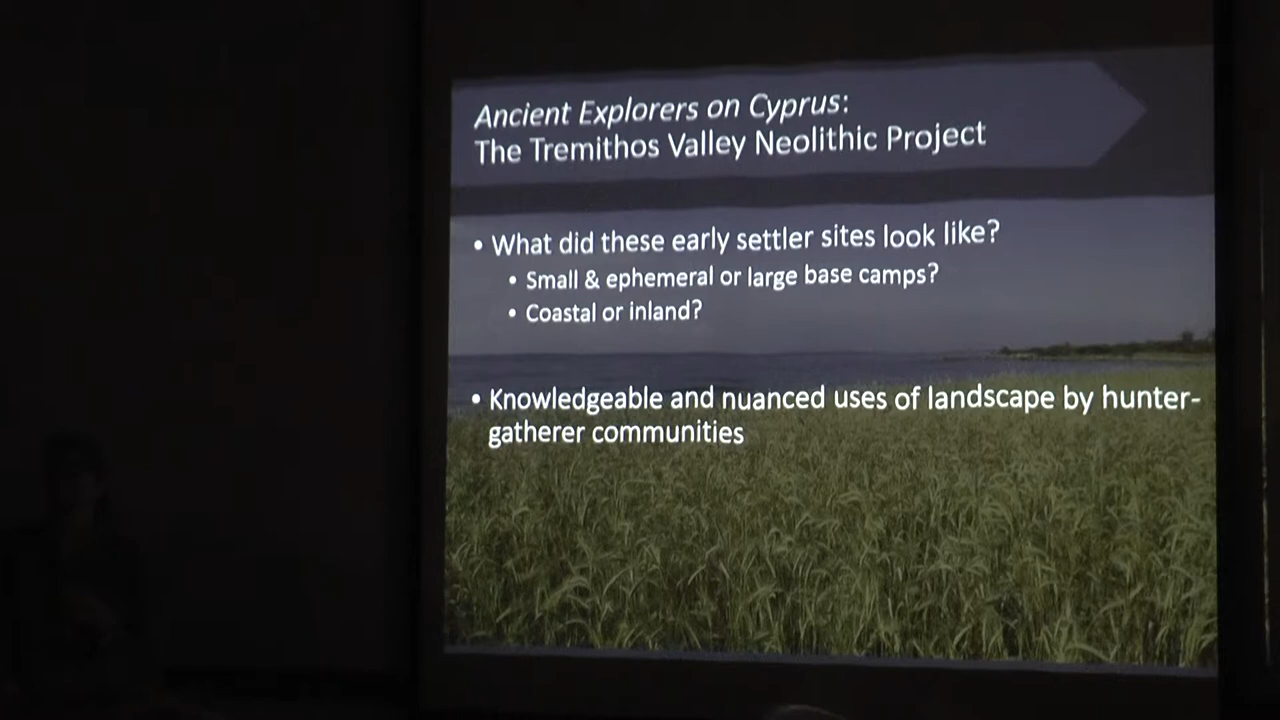 Ancient Explorers on Cyprus:
The Tremithos Valley Neolithic Project
• What did these early settler sites look like?
• Small & ephemeral or large base camps?
• Coastal or inland?
• Knowledgeable and nuanced uses of landscape by hunter-
gatherer communities